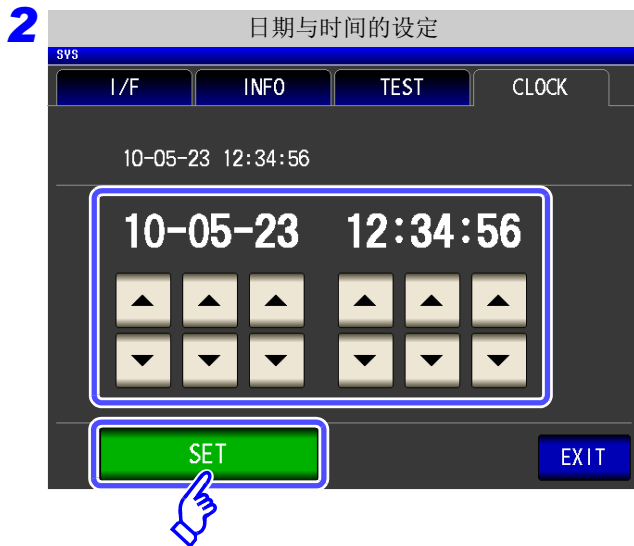 2
日期与时间的设定
SYS
I/F INFO TEST CLOCK
10-05-23 12:34:56
10-05-23 12:34:56
SET
EXIT